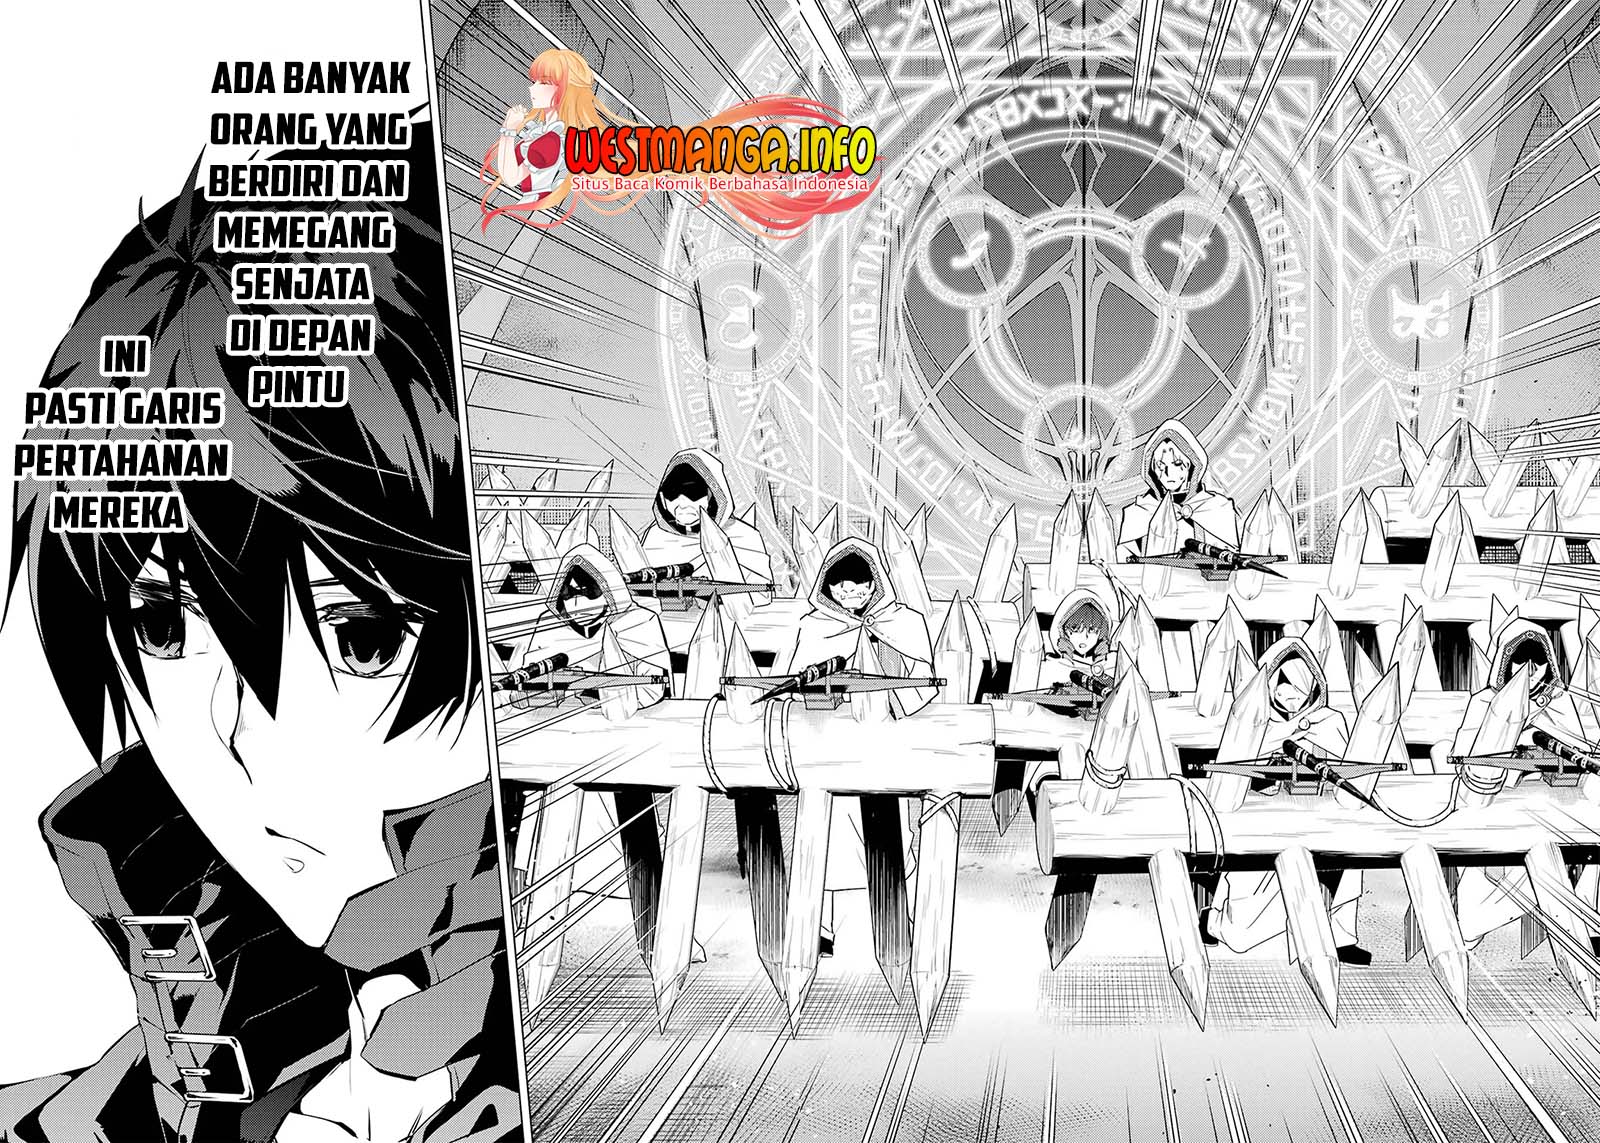 ADA BANYAK
ORANG YANG
BERDIRI DAN
MEMEGANG
SENJATA
DI DEPAN
PINTU
INI
PASTI GARIS
PERTAHANAN
MEREKA
WESTMANGA.INFO
Situs Baca Komik Berbahasa Indonesia